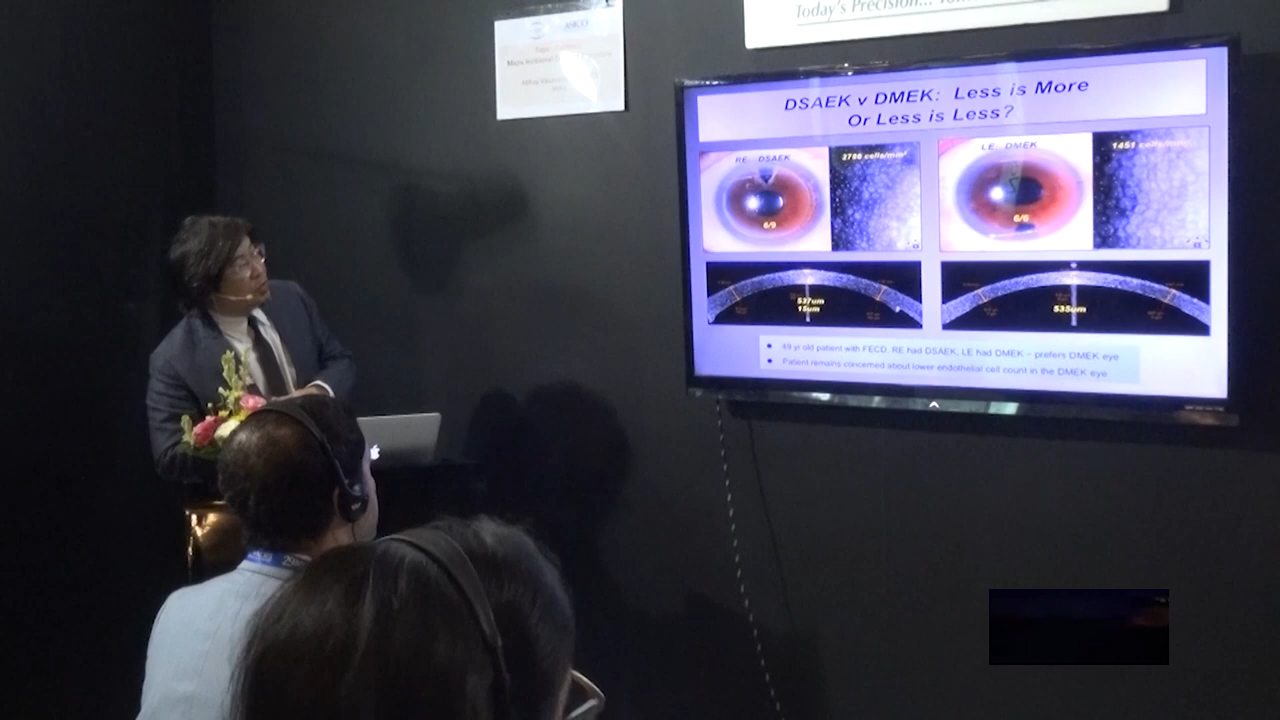 Today's Precision...
ASICO
DSAEK v DMEK: Less is More
Or Less is Less?
RE: DSAEK
2788 cells/mm²
LE: DMEK
1451 cells/mm²
6/9
6/6
537um
15um
535um
49 yr old patient with FECD. RE had DSAEK, LE had DMEK – prefers DMEK eye
Patient remains concerned about lower endothelial cell count in the DMEK eye